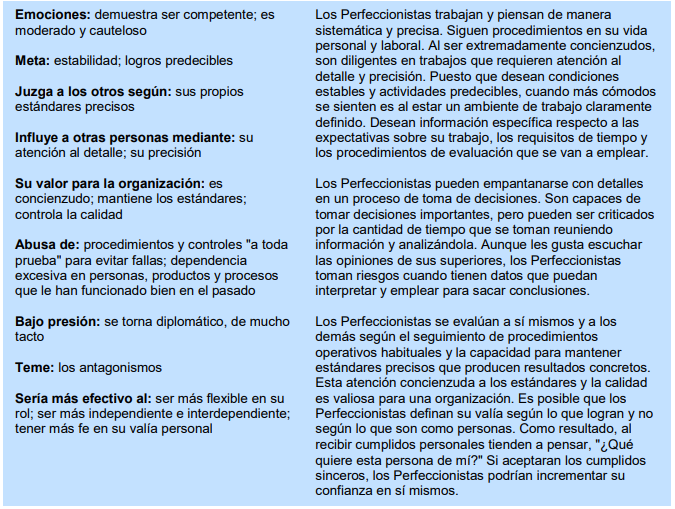 Emociones: demuestra ser competente; es
moderado y cauteloso
Meta: estabilidad; logros predecibles
Juzga a los otros según: sus propios
estándares precisos
Influye a otras personas mediante: su
atención al detalle; su precisión
Su valor para la organización: es
concienzudo; mantiene los estándares;
controla la calidad
Abusa de: procedimientos y controles "a toda
prueba" para evitar fallas; dependencia
excesiva en personas, productos y procesos
que le han funcionado bien en el pasado
Bajo presión: se torna diplomático, de mucho
tacto
Teme: los antagonismos
Sería más efectivo al: ser más flexible en su
rol; ser más independiente e interdependiente;
tener más fe en su valía personal
Los Perfeccionistas trabajan y piensan de manera
sistemática y precisa. Siguen procedimientos en su vida
personal y laboral. Al ser extremadamente concienzudos,
son diligentes en trabajos que requieren atención al
detalle y precisión. Puesto que desean condiciones
estables y actividades predecibles, cuando más cómodos
se sienten es al estar un ambiente de trabajo claramente
definido. Desean información específica respecto a las
expectativas sobre su trabajo, los requisitos de tiempo y
los procedimientos de evaluación que se van a emplear.
Los Perfeccionistas pueden empantanarse con detalles
en un proceso de toma de decisiones. Son capaces de
tomar decisiones importantes, pero pueden ser criticados
por la cantidad de tiempo que se toman reuniendo
información y analizándola. Aunque les gusta escuchar
las opiniones de sus superiores, los Perfeccionistas
toman riesgos cuando tienen datos que puedan
interpretar y emplear para sacar conclusiones.
Los Perfeccionistas se evalúan a sí mismos y a los
demás según el seguimiento de procedimientos
operativos habituales y la capacidad para mantener
estándares precisos que producen resultados concretos.
Esta atención concienzuda a los estándares y la calidad
es valiosa para una organización. Es posible que los
Perfeccionistas definan su valía según lo que logran y no
según lo que son como personas. Como resultado, al
recibir cumplidos personales tienden a pensar, "¿Qué
quiere esta persona de mí?" Si aceptaran los cumplidos
sinceros, los Perfeccionistas podrían incrementar su
confianza en sí mismos.